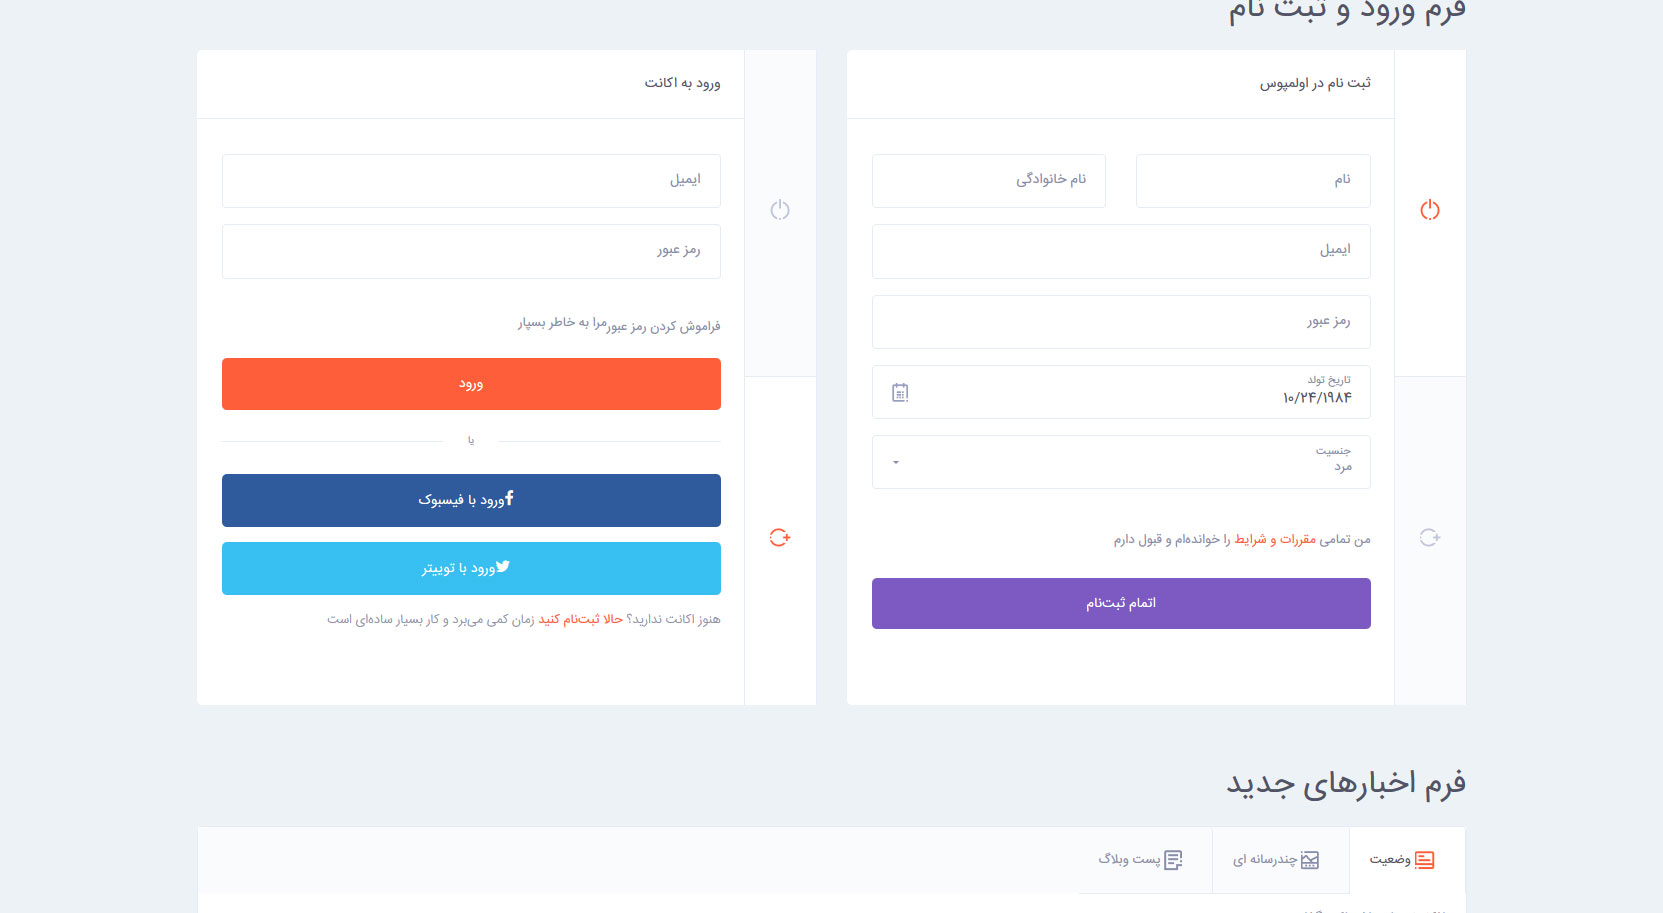 فرم ورود و ثبت نام
ثبت نام در اولمپوس
نام
نام خانوادگی
ایمیل
رمز عبور
تاریخ تولد
۱۰/۲۴/۱۹۸۴
جنسیت
مرد
من تمامی مقررات و شرایط را خوانده‌ام و قبول دارم
اتمام ثبت‌نام
ورود به اکانت
ایمیل
رمز عبور
فراموش کردن رمز عبور
مرا به خاطر بسپار
ورود
یا
ورود با فیسبوک
ورود با توییتر
هنوز اکانت ندارید؟ حالا ثبت‌نام کنید زمان کمی می‌برد و کار بسیار ساده‌ای است
فرم اخبارهای جدید
وضعیت
چندرسانه ای
پست وبلاگ